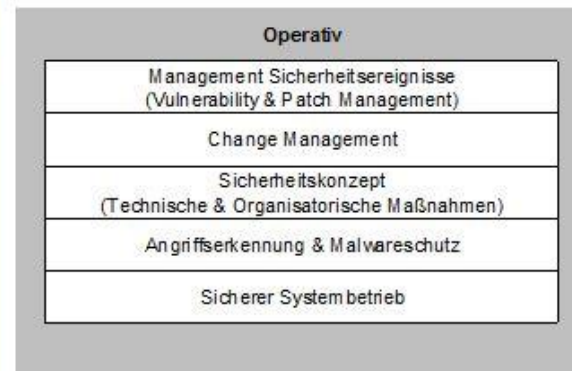 Operativ
Management Sicherheitsereignisse
(Vulnerability & Patch Management)
Change Management
Sicherheitskonzept
(Technische & Organisatorische Maßnahmen)
Angriffserkennung & Malwareschutz
Sicherer Systembetrieb